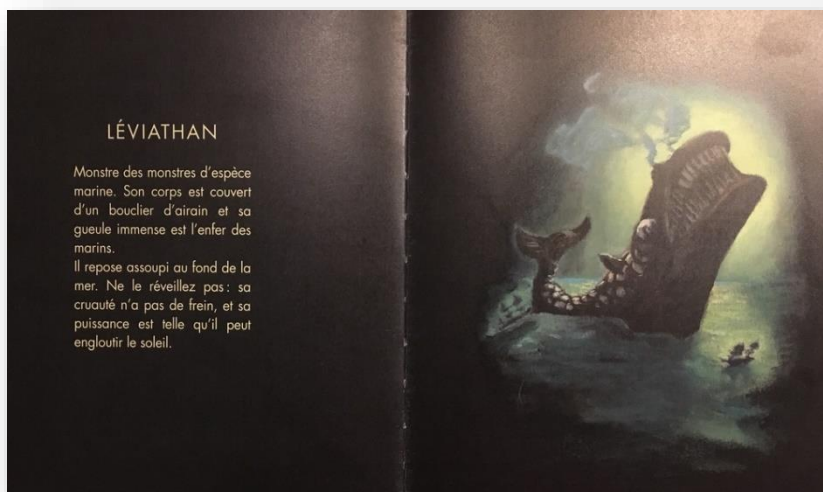 LÉVIATHAN
Monstre des monstres d'espèce
marine. Son corps est couvert
d'un bouclier d'airain et sa
gueule immense est l'enfer des
marins.
Il repose assoupi au fond de la
mer. Ne le réveillez pas : sa
cruauté n'a pas de frein, et sa
puissance est telle qu'il peut
engloutir le soleil.